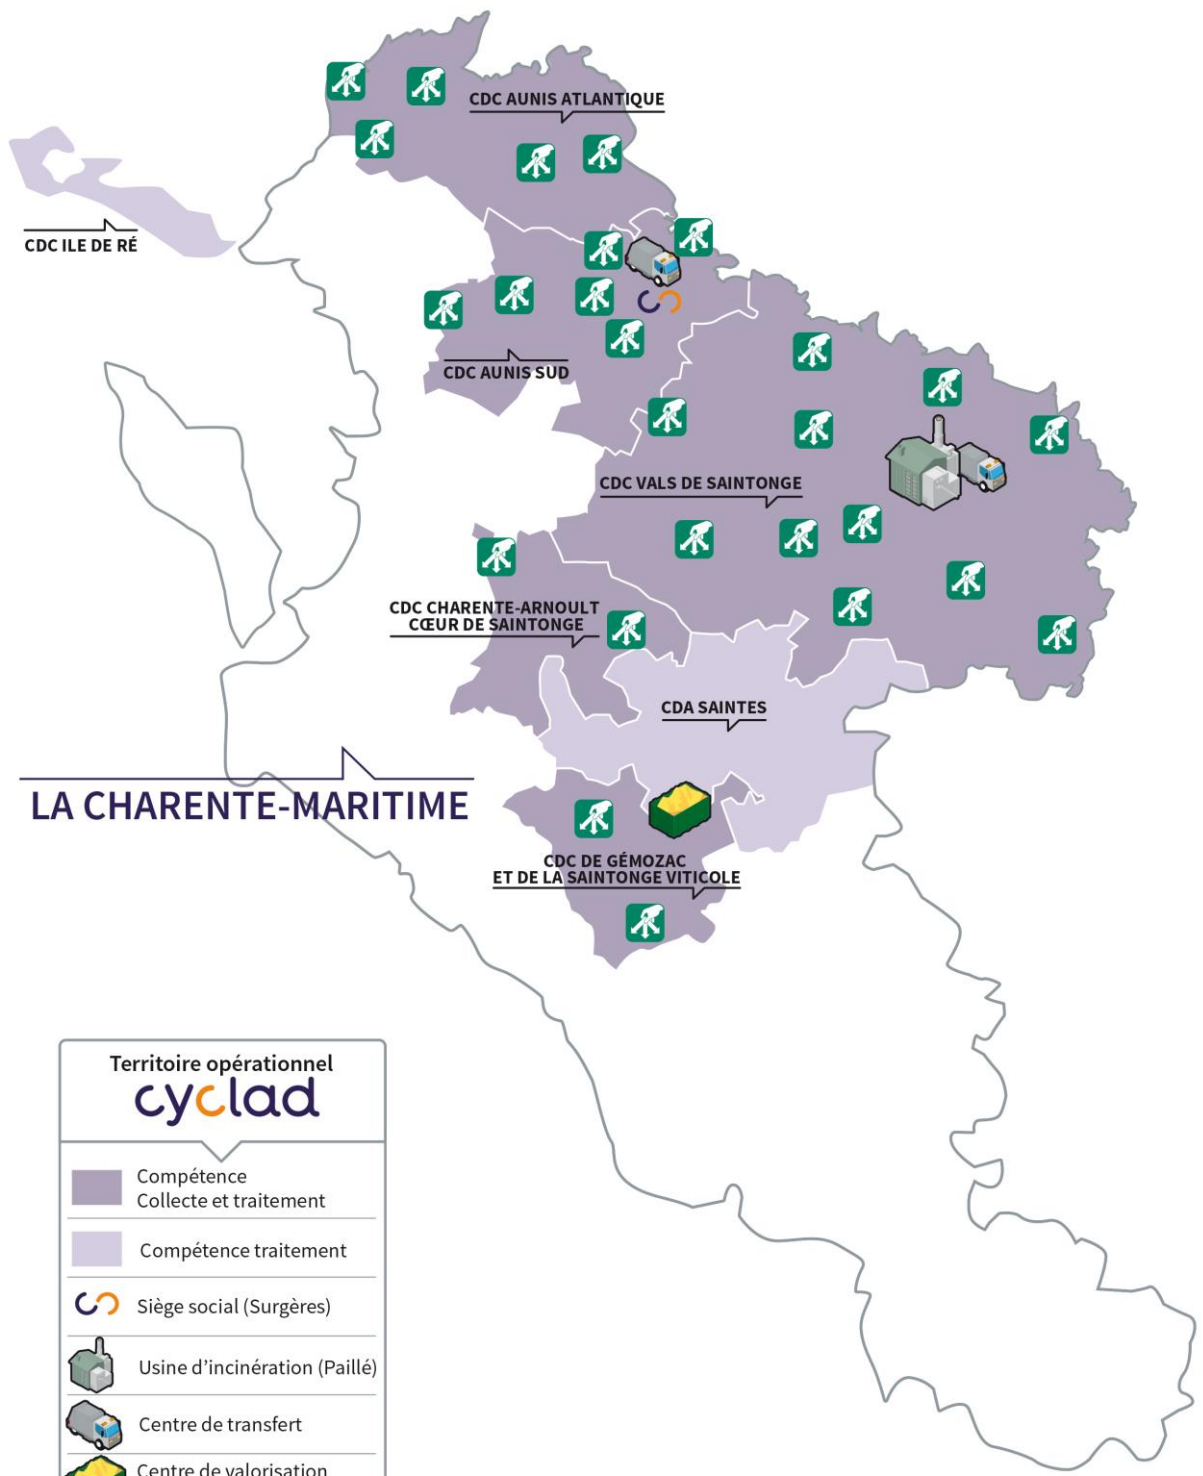 CDC AUNIS ATLANTIQUE
CDC ILE DE RÉ
CDC AUNIS SUD
CDC VALS DE SAINTONGE
CDC CHARENTE-ARNOULT
CŒUR DE SAINTONGE
CDA SAINTES
LA CHARENTE-MARITIME
CDC DE GÉMOZAC
ET DE LA SAINTONGE VITICOLE
Territoire opérationnel
cyclad
Compétence
Collecte et traitement
Compétence traitement
Siège social (Surgères)
Usine d'incinération (Paillé)
Centre de transfert
Centre de valorisation